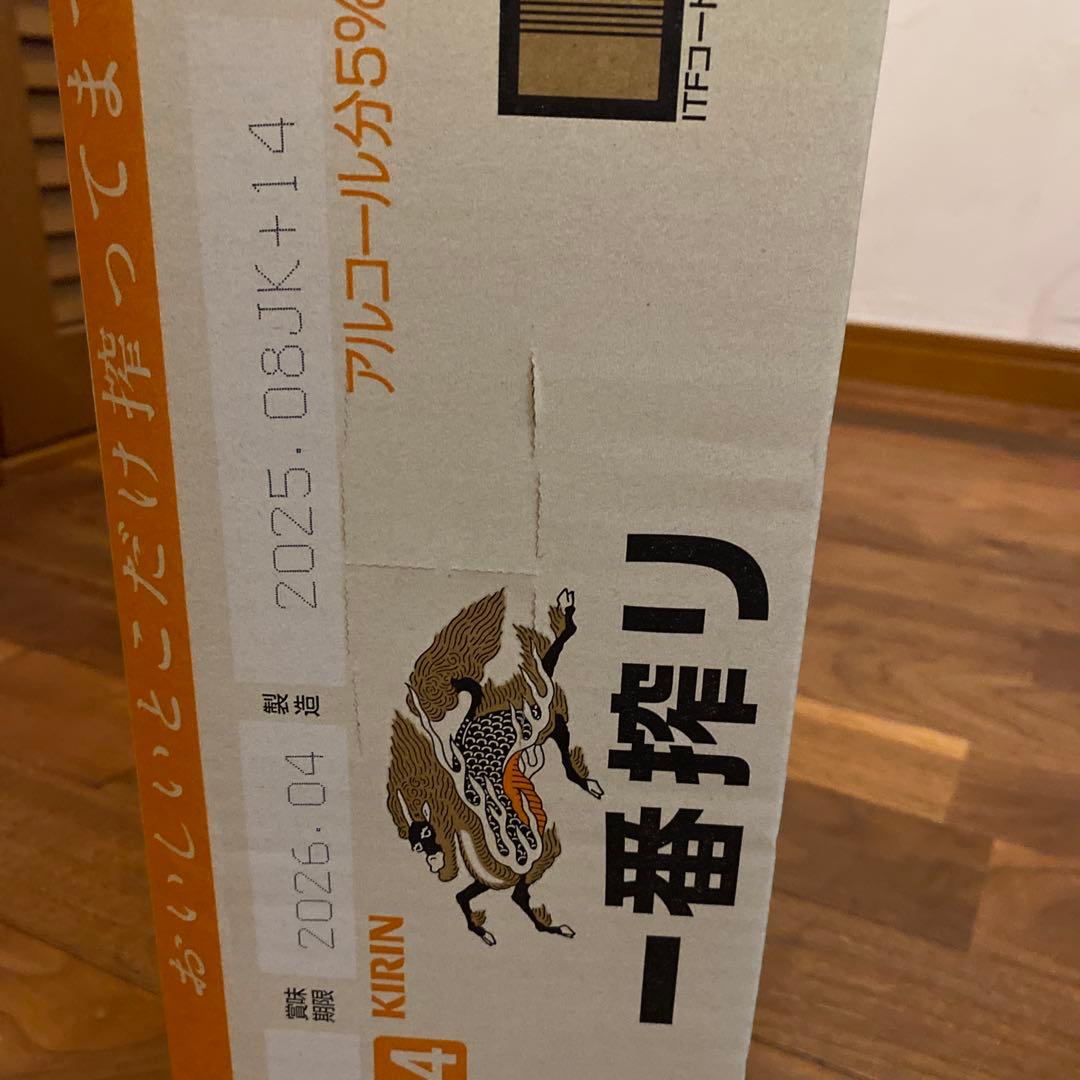 おいしいとこだけ搾ってま
賞味期限 2026.04 製造 2025.08JK+14
KIRIN
アルコール分5%
一番搾り
ITFコード
4